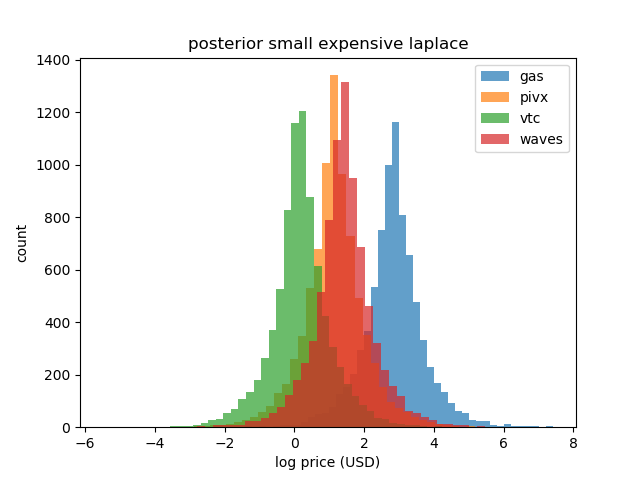 posterior small expensive laplace
gas
pivx
vtc
waves
count
1400
1200
1000
800
600
400
200
0
−6
−4
−2
0
2
4
6
8
log price (USD)